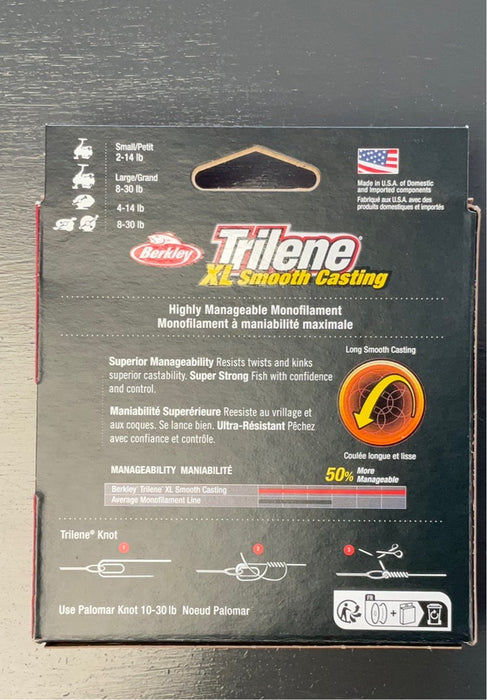 Small/Petit
2-14 lb
Large/Grand
8-30 lb
4-14 lb
8-30 lb
Made in U.S.A. of Domestic
and Imported components
Fabriqué aux U.S.A. avec des
produits domestiques et importés
Berkley
Trilene
XL Smooth Casting
Highly Manageable Monofilament
Monofilament à maniabilité maximale
Superior Manageability Resists twists and kinks
superior castability. Super Strong Fish with confidence
and control.
Maniabilité Supérieure Reesiste au vrillage et
aux coques. Se lance bien. Ultra-Résistant Pêchez
avec confiance et contrôle.
Long Smooth Casting
Coulée longue et lisse
MANAGEABILITY MANIABILITÉ
50% More
Manageable
Berkley® Trilene® XL Smooth Casting
Average Monofilament Line
Trilene® Knot
1
2
3
Use Palomar Knot 10-30 lb Noeud Palomar
FR
+